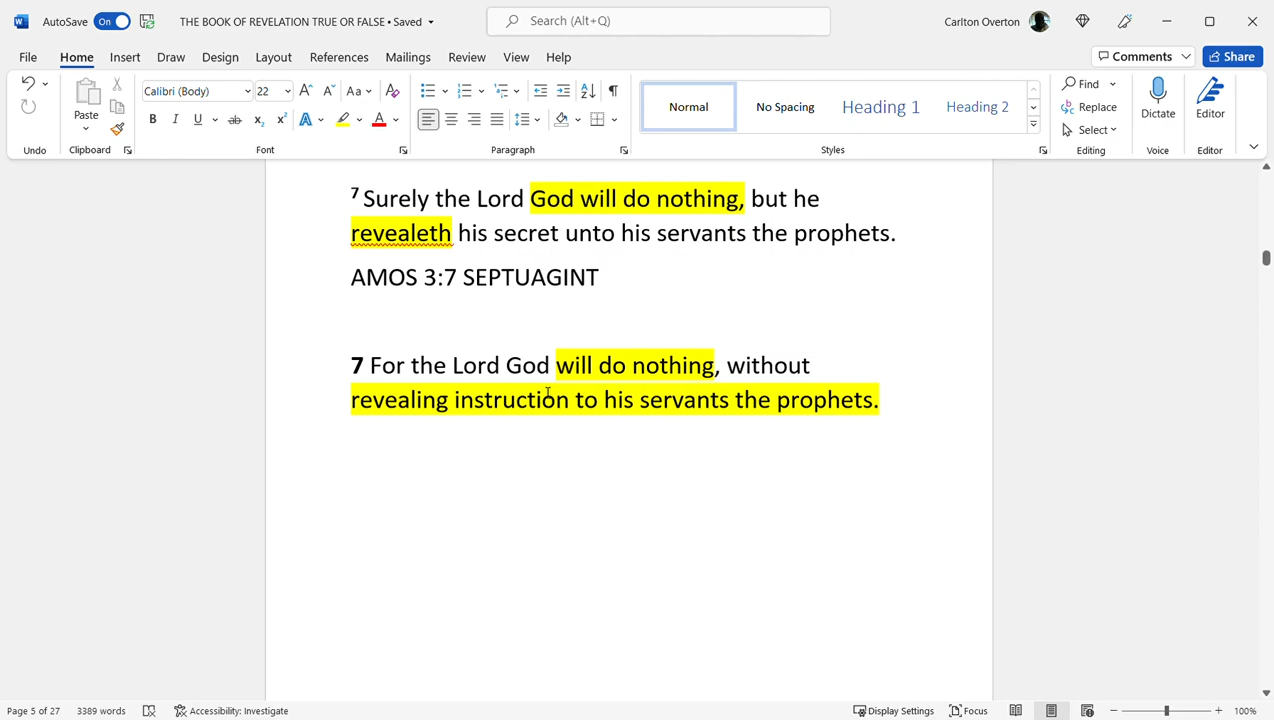 AutoSave On THE BOOK OF REVELATION TRUE OR FALSE • Saved Search (Alt+Q) Carlton Overton
File Home Insert Draw Design Layout References Mailings Review View Help Comments Share
Calibri (Body) 22 Aa Normal No Spacing Heading 1 Heading 2 Find
Paste B I U ab x₂ x² A A Replace Dictate Editor
Select
Undo Clipboard Font Paragraph Styles Editing Voice Editor
7 Surely the Lord God will do nothing, but he
revealeth his secret unto his servants the prophets.
AMOS 3:7 SEPTUAGINT
7 For the Lord God will do nothing, without
revealing instruction to his servants the prophets.
Page 5 of 27 3389 words Accessibility: Investigate Display Settings Focus 100%